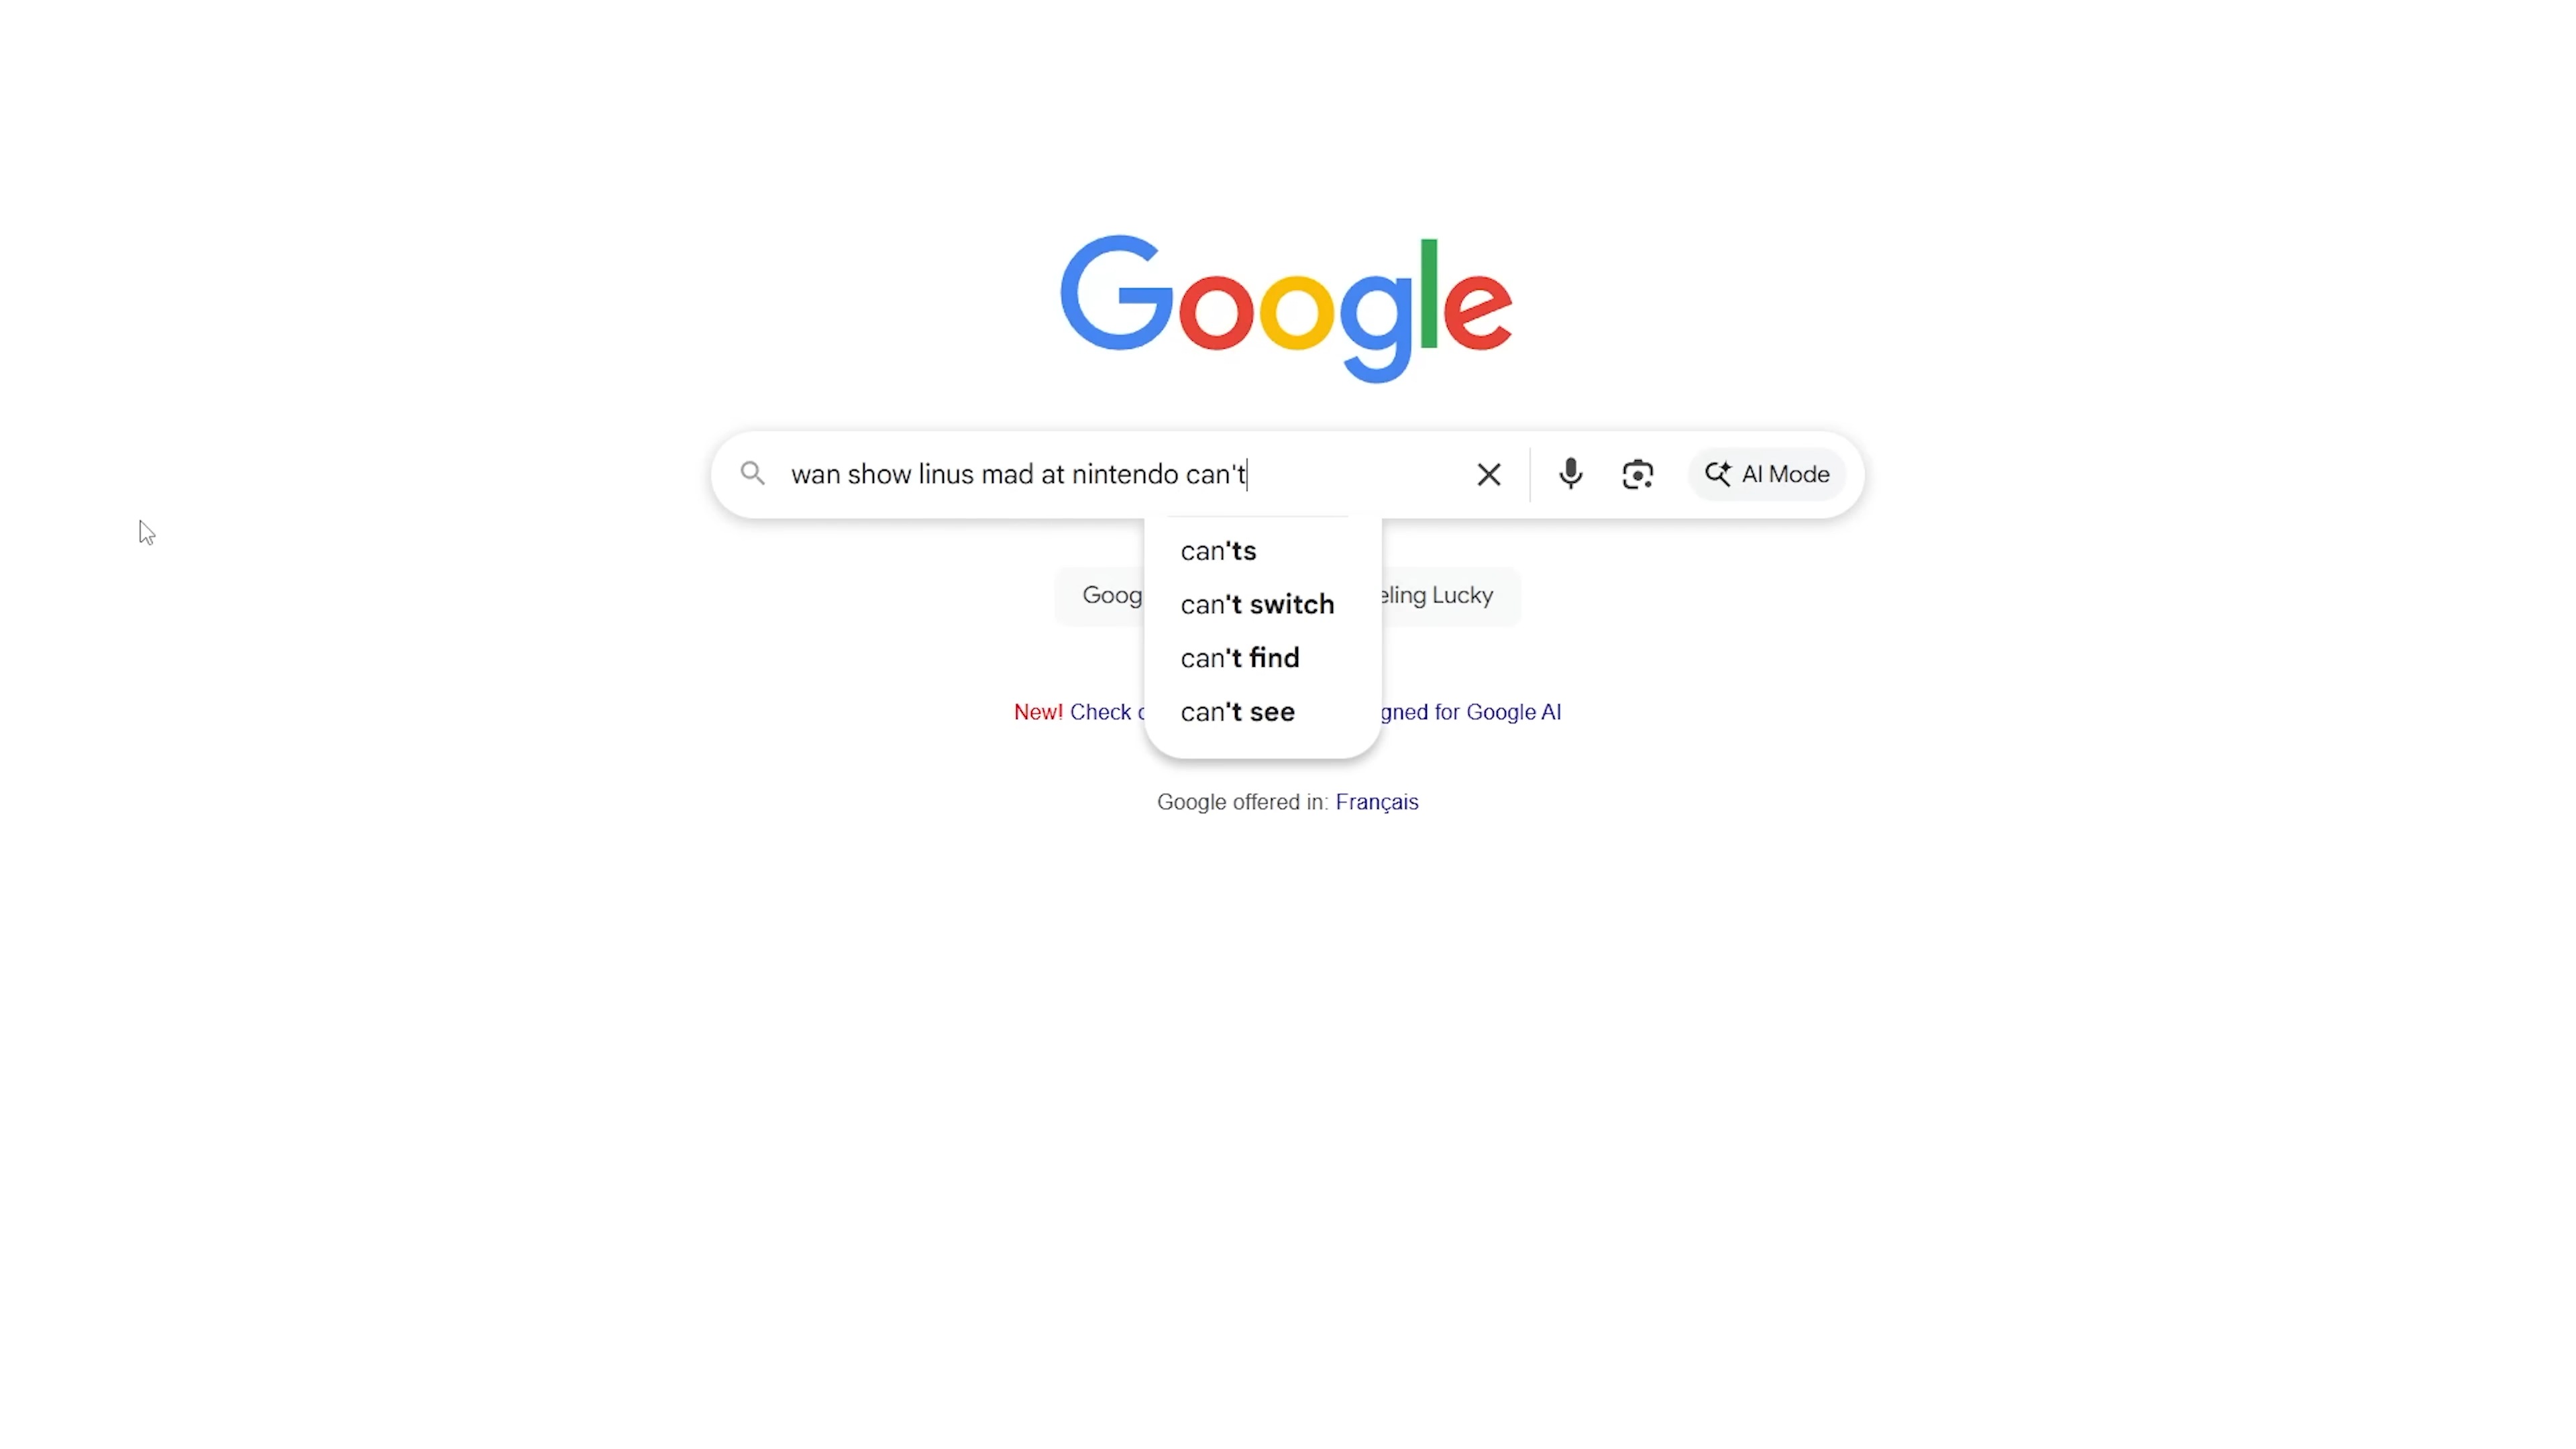 Google
wan show linus mad at nintendo can't
AI Mode
can'ts
can't switch
can't find
can't see
Goog
eling Lucky
New! Check
gned for Google AI
Google offered in: Français